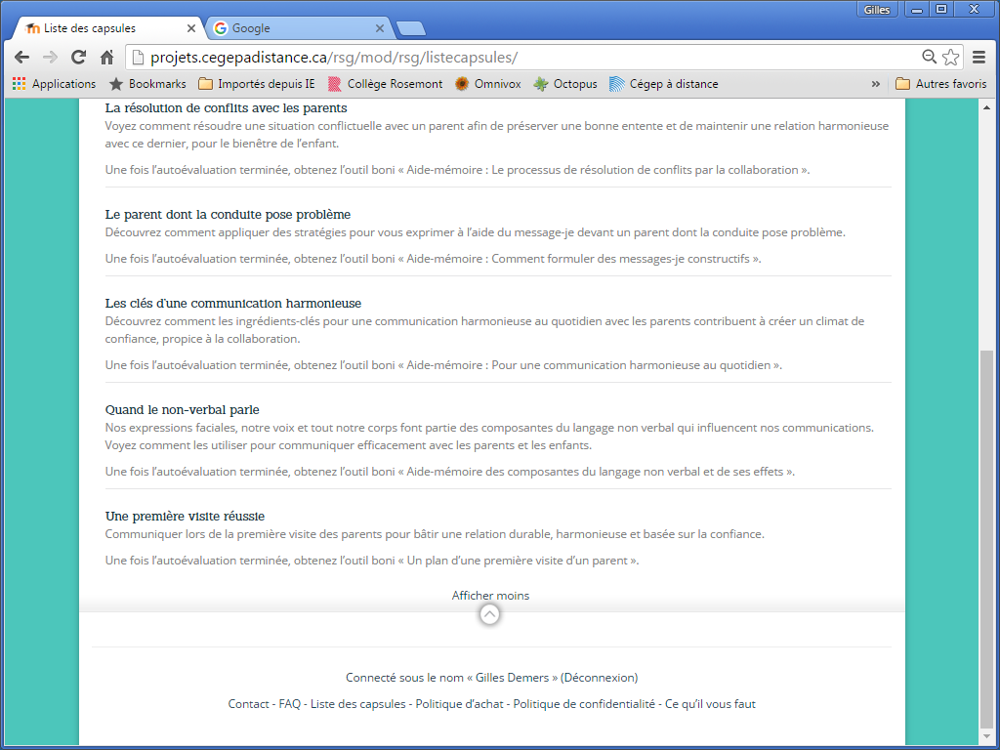 Gilles
Liste des capsules
Google
projets.cegepadistance.ca/rsg/mod/rsg/listecapsules/
Applications Bookmarks Importés depuis IE Collège Rosemont Omnivox Octopus Cégep à distance » Autres favoris
La résolution de conflits avec les parents
Voyez comment résoudre une situation conflictuelle avec un parent afin de préserver une bonne entente et de maintenir une relation harmonieuse
avec ce dernier, pour le bienêtre de l'enfant.
Une fois l'autoévaluation terminée, obtenez l'outil boni « Aide-mémoire : Le processus de résolution de conflits par la collaboration ».
Le parent dont la conduite pose problème
Découvrez comment appliquer des stratégies pour vous exprimer à l'aide du message-je devant un parent dont la conduite pose problème.
Une fois l'autoévaluation terminée, obtenez l'outil boni « Aide-mémoire : Comment formuler des messages-je constructifs ».
Les clés d'une communication harmonieuse
Découvrez comment les ingrédients-clés pour une communication harmonieuse au quotidien avec les parents contribuent à créer un climat de
confiance, propice à la collaboration.
Une fois l'autoévaluation terminée, obtenez l'outil boni « Aide-mémoire : Pour une communication harmonieuse au quotidien ».
Quand le non-verbal parle
Nos expressions faciales, notre voix et tout notre corps font partie des composantes du langage non verbal qui influencent nos communications.
Voyez comment les utiliser pour communiquer efficacement avec les parents et les enfants.
Une fois l'autoévaluation terminée, obtenez l'outil boni « Aide-mémoire des composantes du langage non verbal et de ses effets ».
Une première visite réussie
Communiquer lors de la première visite des parents pour bâtir une relation durable, harmonieuse et basée sur la confiance.
Une fois l'autoévaluation terminée, obtenez l'outil boni « Un plan d'une première visite d'un parent ».
Afficher moins
Connecté sous le nom « Gilles Demers » (Déconnexion)
Contact - FAQ - Liste des capsules - Politique d'achat - Politique de confidentialité - Ce qu'il vous faut